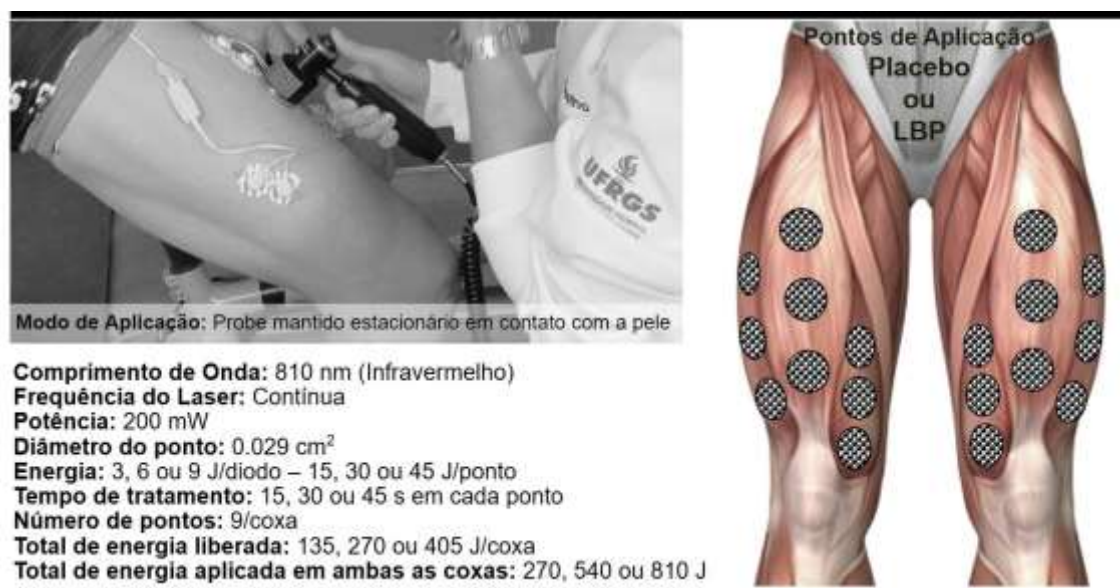 UFRGS
Modo de Aplicação: Probe mantido estacionário em contato com a pele
Comprimento de Onda: 810 nm (Infravermelho)
Frequência do Laser: Contínua
Potência: 200 mW
Diâmetro do ponto: 0.029 cm²
Energia: 3, 6 ou 9 J/diodo – 15, 30 ou 45 J/ponto
Tempo de tratamento: 15, 30 ou 45 s em cada ponto
Número de pontos: 9/coxa
Total de energia liberada: 135, 270 ou 405 J/coxa
Total de energia aplicada em ambas as coxas: 270, 540 ou 810 J
Pontos de Aplicação
Placebo
ou
LBP